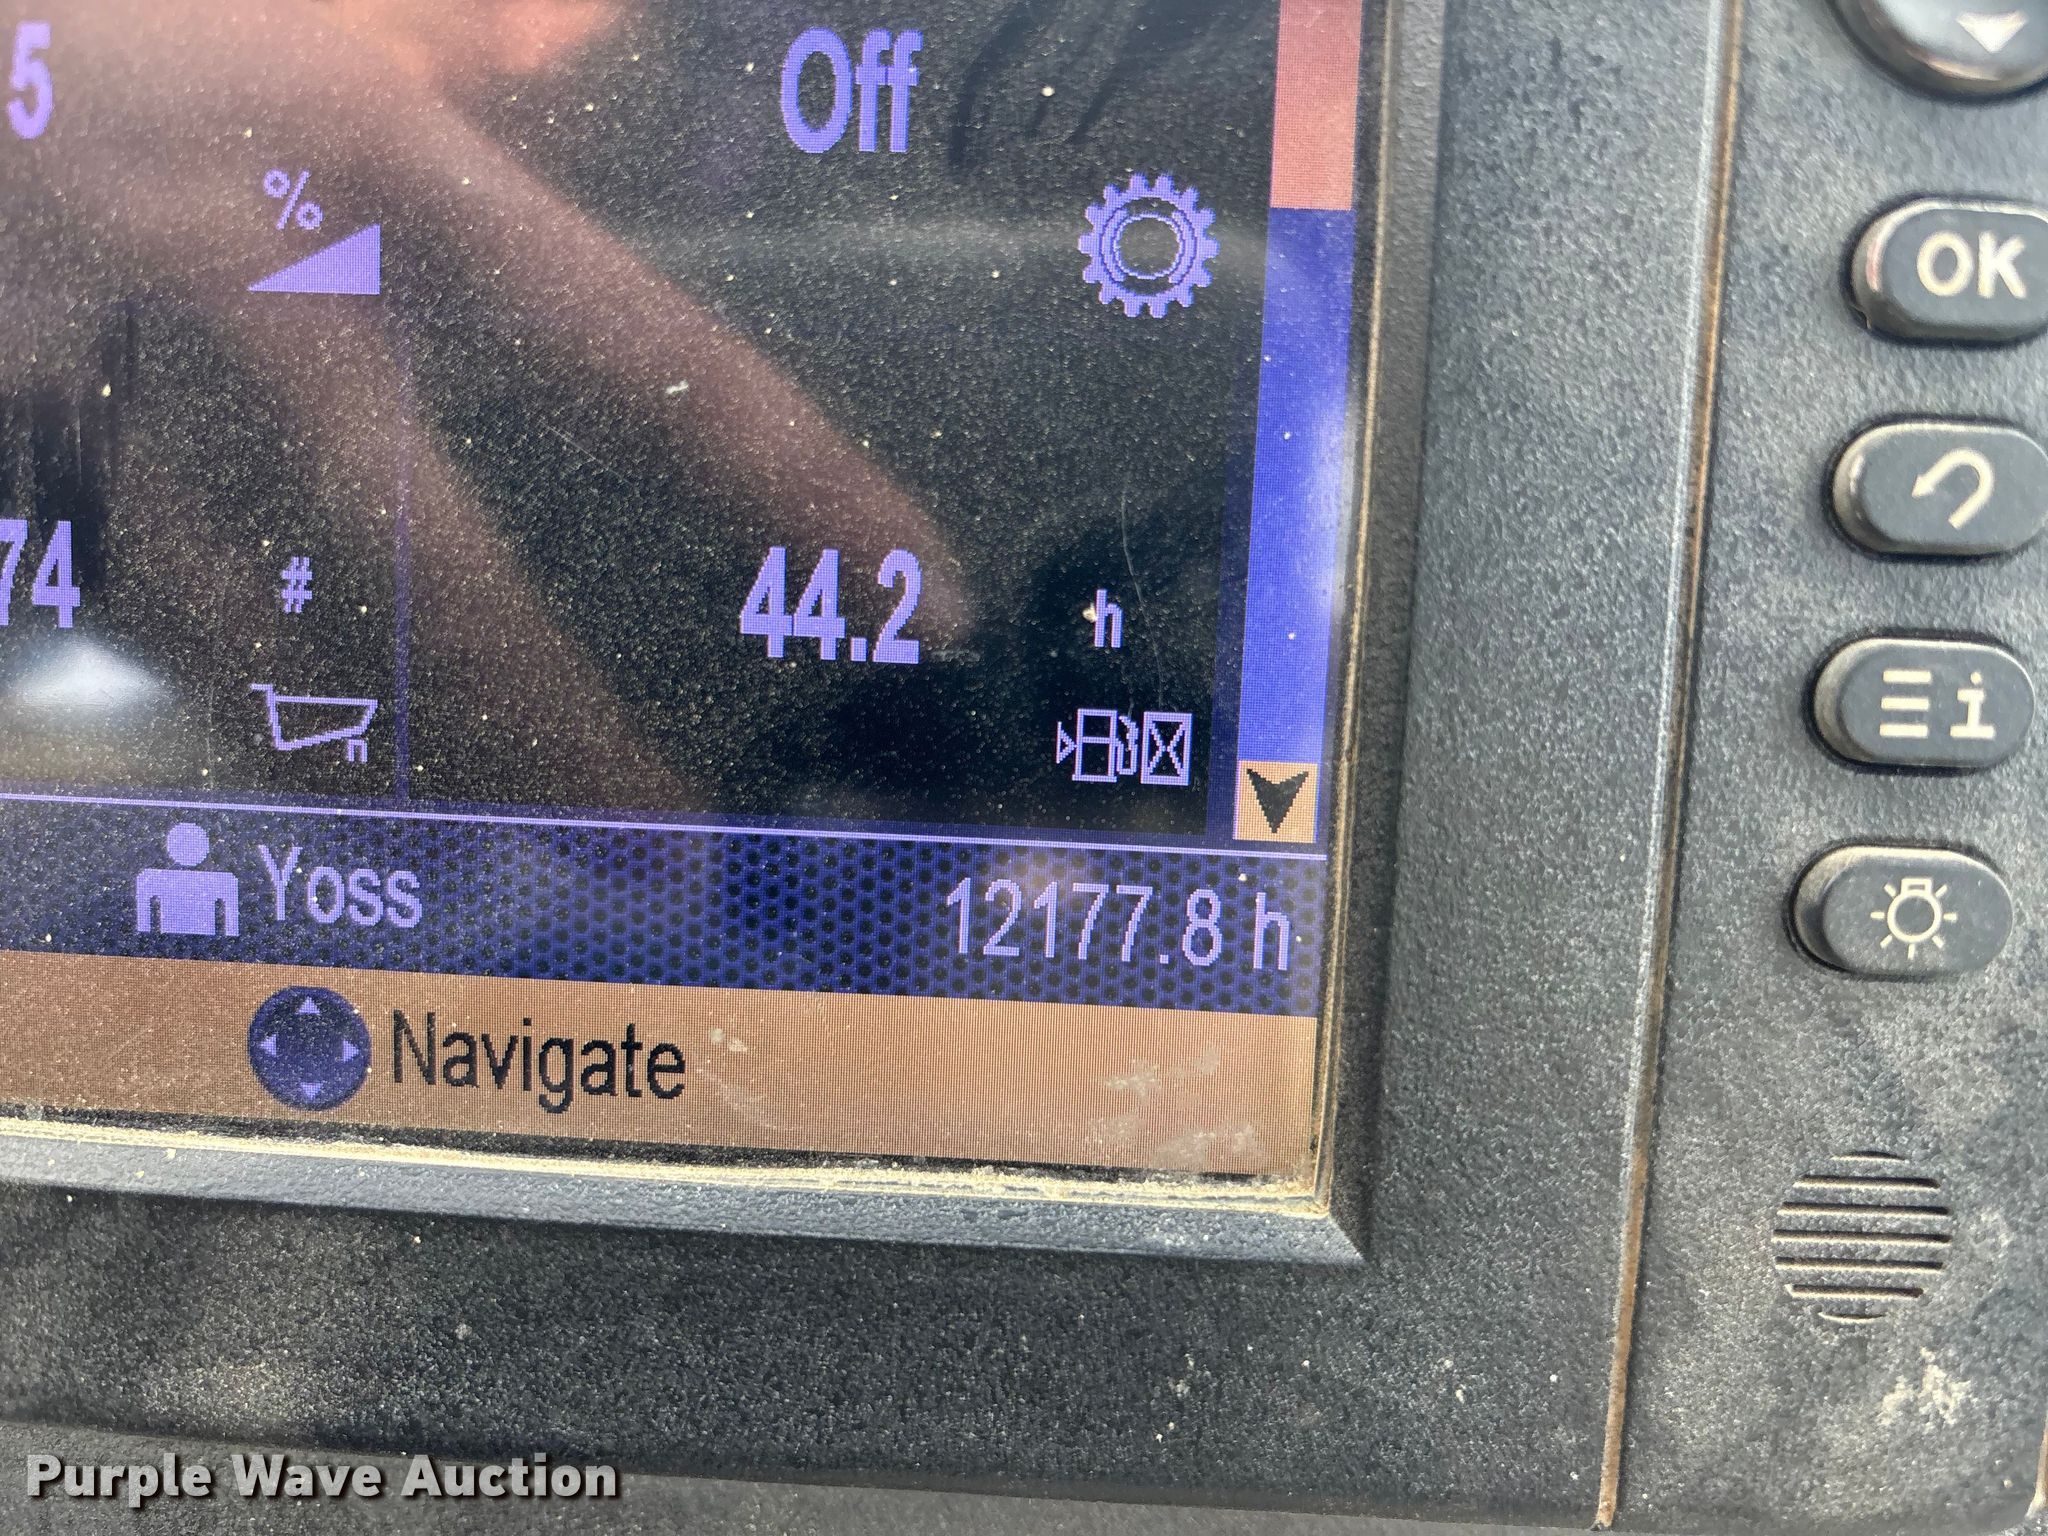 5
Off
%
74
#
44.2
h
n
OK
i
Yoss
12177.8 h
Navigate
Purple Wave Auction